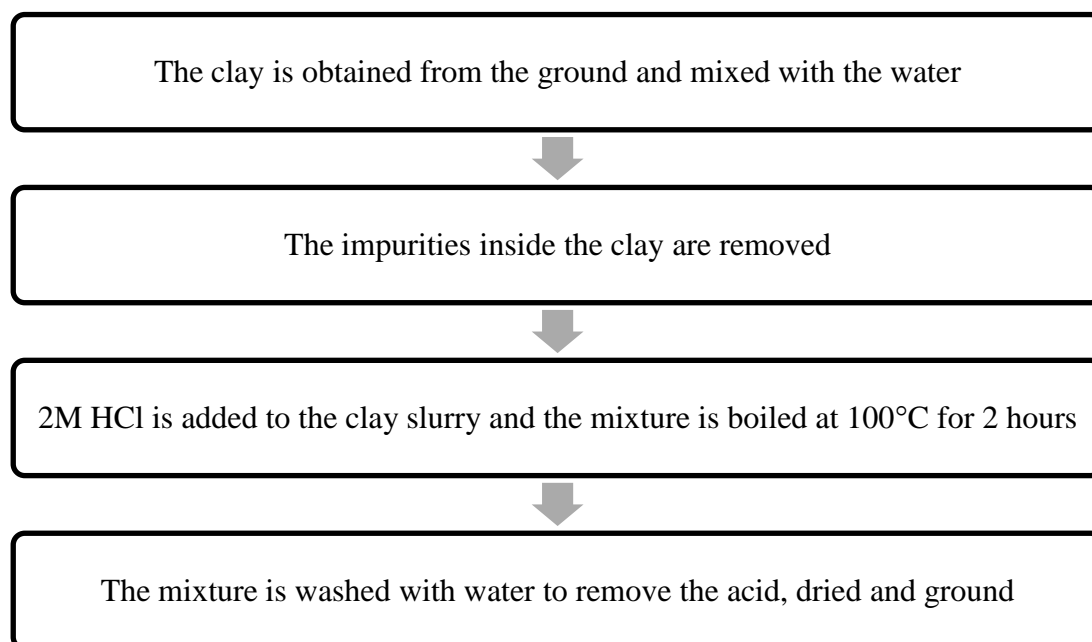 The clay is obtained from the ground and mixed with the water
The impurities inside the clay are removed
2M HCl is added to the clay slurry and the mixture is boiled at 100°C for 2 hours
The mixture is washed with water to remove the acid, dried and ground